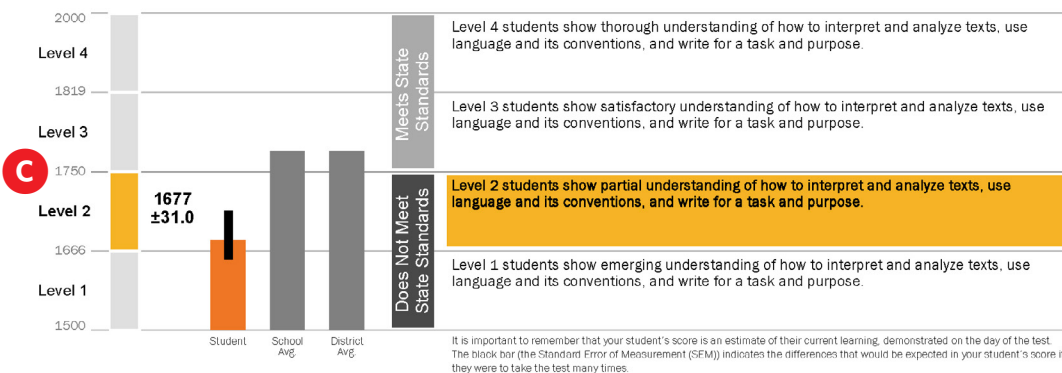 2000
Level 4
1819
Level 3
C
1750
Level 2
1666
Level 1
1500
1677
±31.0
Student
School
Avg.
District
Avg.
Meets State
Standards
Does Not Meet
State Standards
Level 4 students show thorough understanding of how to interpret and analyze texts, use
language and its conventions, and write for a task and purpose.
Level 3 students show satisfactory understanding of how to interpret and analyze texts, use
language and its conventions, and write for a task and purpose.
Level 2 students show partial understanding of how to interpret and analyze texts, use
language and its conventions, and write for a task and purpose.
Level 1 students show emerging understanding of how to interpret and analyze texts, use
language and its conventions, and write for a task and purpose.
It is important to remember that your student's score is an estimate of their current learning, demonstrated on the day of the test.
The black bar (the Standard Error of Measurement (SEM)) indicates the differences that would be expected in your student's score
they were to take the test many times.